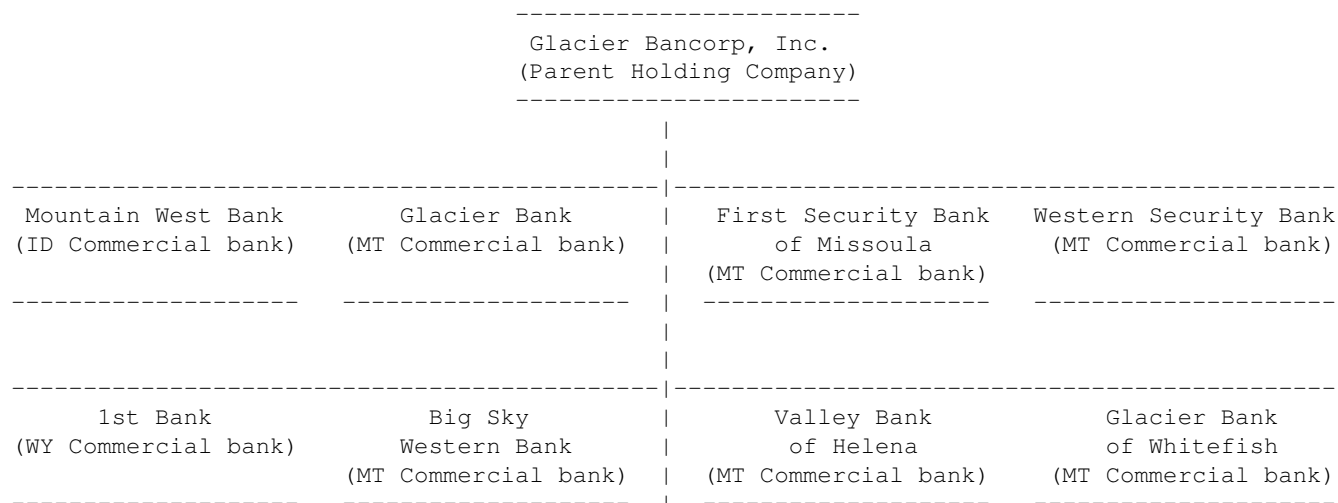 Glacier Bancorp, Inc.
(Parent Holding Company)
Mountain West Bank Glacier Bank First Security Bank Western Security Bank
(ID Commercial bank) (MT Commercial bank) of Missoula (MT Commercial bank)
(MT Commercial bank)
1st Bank Big Sky Valley Bank Glacier Bank
(WY Commercial bank) Western Bank of Helena of Whitefish
(MT Commercial bank) (MT Commercial bank) (MT Commercial bank)